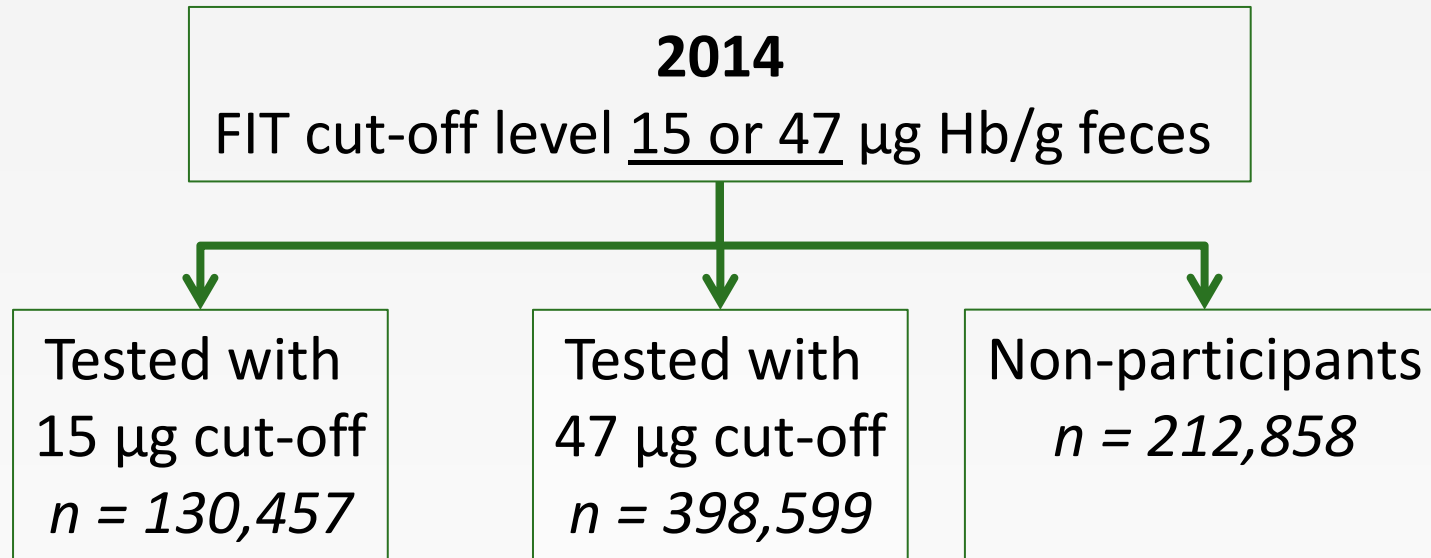 2014
FIT cut-off level 15 or 47 µg Hb/g feces
Tested with
15 µg cut-off
n = 130,457
Tested with
47 µg cut-off
n = 398,599
Non-participants
n = 212,858